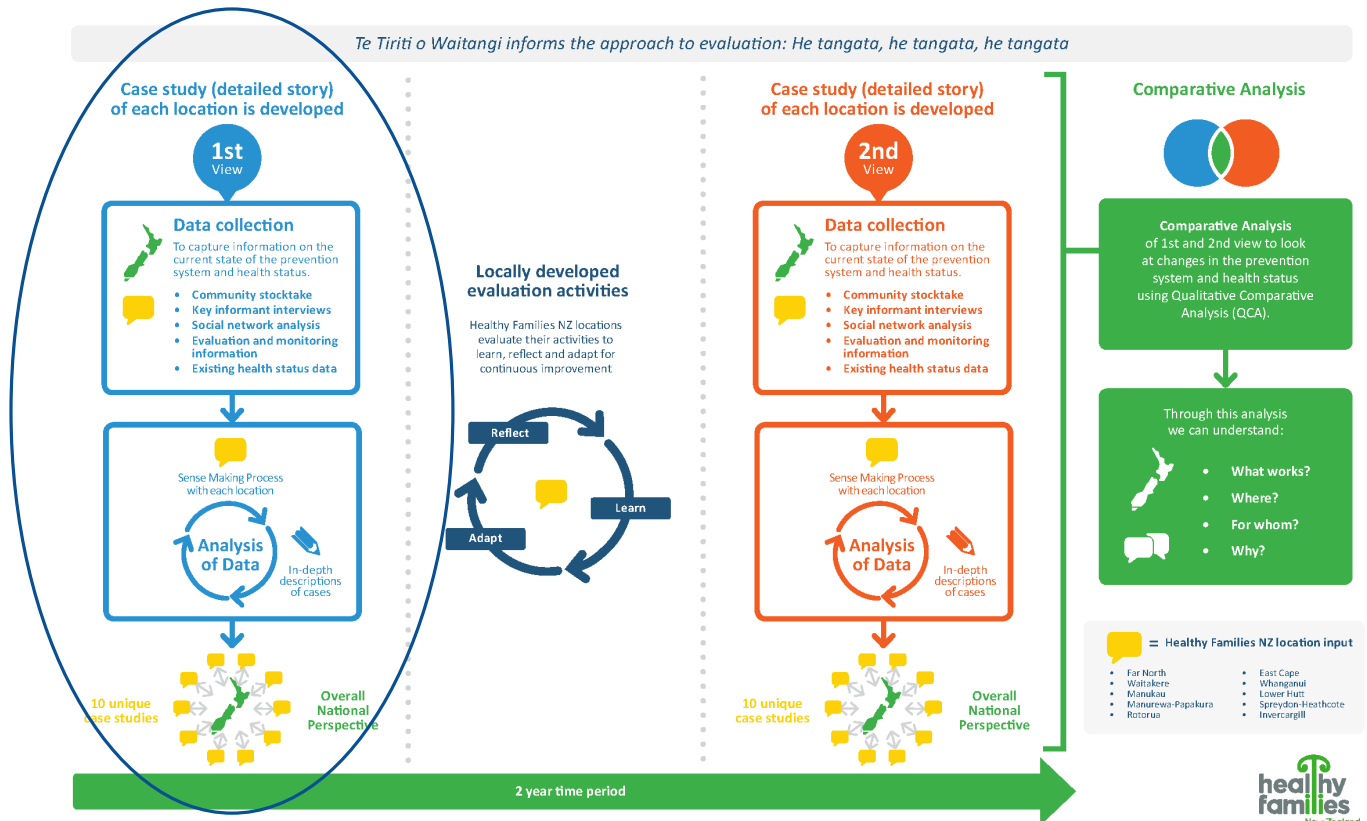 Te Tiriti o Waitangi informs the approach to evaluation: He tangata, he tangata, he tangata
Case study (detailed story)
of each location is developed
1st
View
Data collection
To capture information on the
current state of the prevention
system and health status.
• Community stocktake
• Key informant interviews
• Social network analysis
• Evaluation and monitoring
information
• Existing health status data
Sense Making Process
with each location
Analysis
of Data
In-depth
descriptions
of cases
10 unique
case studies
Overall
National
Perspective
Locally developed
evaluation activities
Healthy Families NZ locations
evaluate their activities to
learn, reflect and adapt for
continuous improvement
Reflect
Learn
Adapt
Case study (detailed story)
of each location is developed
2nd
View
Data collection
To capture information on the
current state of the prevention
system and health status.
• Community stocktake
• Key informant interviews
• Social network analysis
• Evaluation and monitoring
information
• Existing health status data
Sense Making Process
with each location
Analysis
of Data
In-depth
descriptions
of cases
10 unique
case studies
Overall
National
Perspective
Comparative Analysis
Comparative Analysis
of 1st and 2nd view to look
at changes in the prevention
system and health status
using Qualitative Comparative
Analysis (QCA).
Through this analysis
we can understand:
• What works?
• Where?
• For whom?
• Why?
= Healthy Families NZ location input
• Far North
• Waitakere
• Manukau
• Manurewa-Papakura
• Rotorua
• East Cape
• Whanganui
• Lower Hutt
• Spreydon-Heathcote
• Invercargill
2 year time period
healthy
families
New Zealand